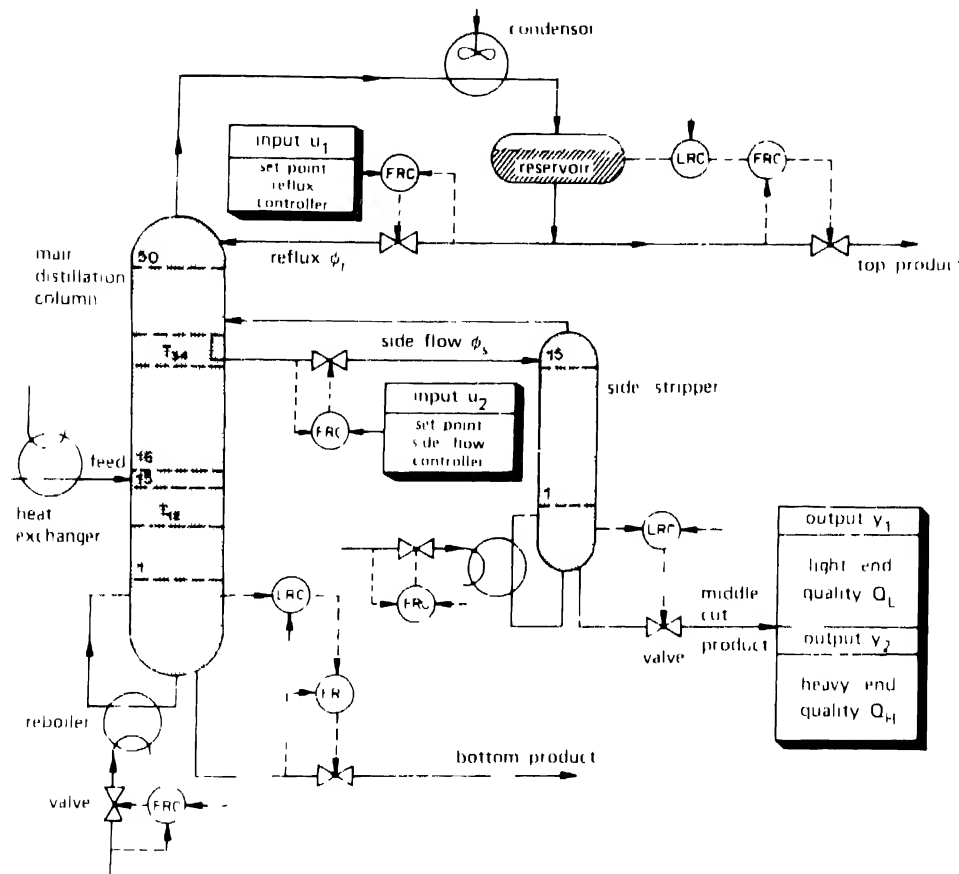 condensor
input u1
set point
reflux
controller
FRC
reservoir
LRC
FRC
reflux ϕr
top product
mair
distillation
column
50
T34
side flow ϕs
15
side stripper
input u2
set point
side flow
controller
FRC
16
15
feed
heat
exchanger
T12
1
1
LRC
output y1
light end
quality QL
output y2
heavy end
quality QH
FRC
middle
cut
product
valve
LRC
FR
reboiler
bottom product
valve
FRC